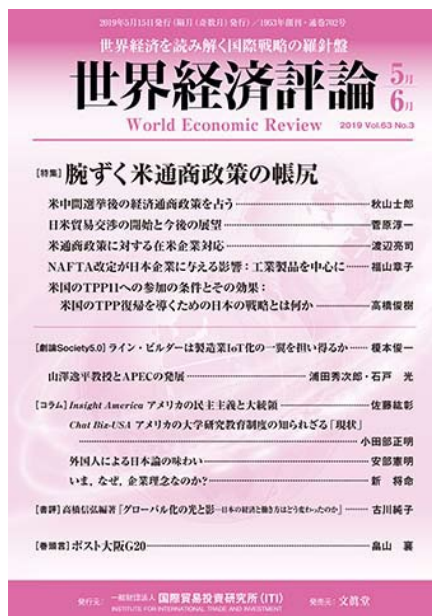 2019年5月15日発行(隔月(奇数月)発行)/1953年創刊・通巻702号
世界経済を読み解く国際戦略の羅針盤
世界経済評論 5月 6月
World Economic Review 2019 Vol.63 No.3
[特集] 腕ずく米通商政策の帳尻
米中間選挙後の経済通商政策を占う 秋山士郎
日米貿易交渉の開始と今後の展望 菅原淳一
米通商政策に対する在米企業対応 渡辺亮司
NAFTA改定が日本企業に与える影響:工業製品を中心に 福山章子
米国のTPP11への参加の条件とその効果:
米国のTPP復帰を導くための日本の戦略とは何か 高橋俊樹
[劇論Society5.0] ライン・ビルダーは製造業IoT化の一翼を担い得るか 榎本俊一
山澤逸平教授とAPECの発展 浦田秀次郎・石戸 光
[コラム] Insight America アメリカの民主主義と大統領 佐藤紘彰
Chat Biz-USA アメリカの大学研究教育制度の知られざる「現状」
小田部正明
外国人による日本論の味わい 安部憲明
いま、なぜ、企業理念なのか? 新 将命
[書評] 高橋信弘編著『グローバル化の光と影―日本の経済と働き方はどう変わったのか』 古川純子
[巻頭言] ポスト大阪G20 畠山 襄
発行元: 一般財団法人 国際貿易投資研究所(ITI)
INSTITUTE FOR INTERNATIONAL TRADE AND INVESTMENT
発売元: 文眞堂